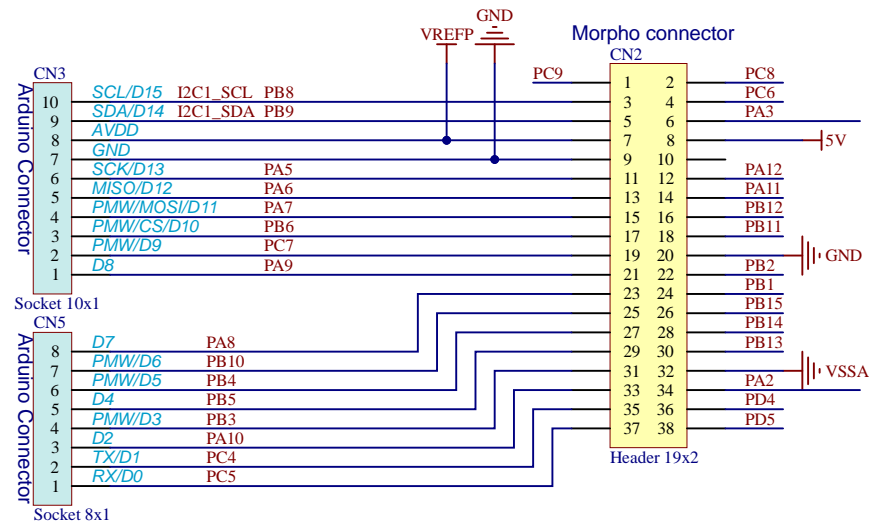 GND
VREFP
Morpho connector
CN2
CN3
PC9 1 2 PC8
10 SCL/D15 I2C1_SCL PB8 3 4 PC6
9 SDA/D14 I2C1_SDA PB9 5 6 PA3
8 AVDD 7 8 5V
7 GND 9 10
6 SCK/D13 PA5 11 12 PA12
5 MISO/D12 PA6 13 14 PA11
4 PMW/MOSI/D11 PA7 15 16 PB12
3 PMW/CS/D10 PB6 17 18 PB11
2 PMW/D9 PC7 19 20 GND
1 D8 PA9 21 22 PB2
Arduino Connector
Socket 10x1
23 24 PB1
CN5
25 26 PB15
27 28 PB14
8 D7 PA8 29 30 PB13
7 PMW/D6 PB10 31 32 VSSA
6 PMW/D5 PB4 33 34 PA2
5 D4 PB5 35 36 PD4
4 PMW/D3 PB3 37 38 PD5
3 D2 PA10
2 TX/D1 PC4
1 RX/D0 PC5
Arduino Connector
Header 19x2
Socket 8x1